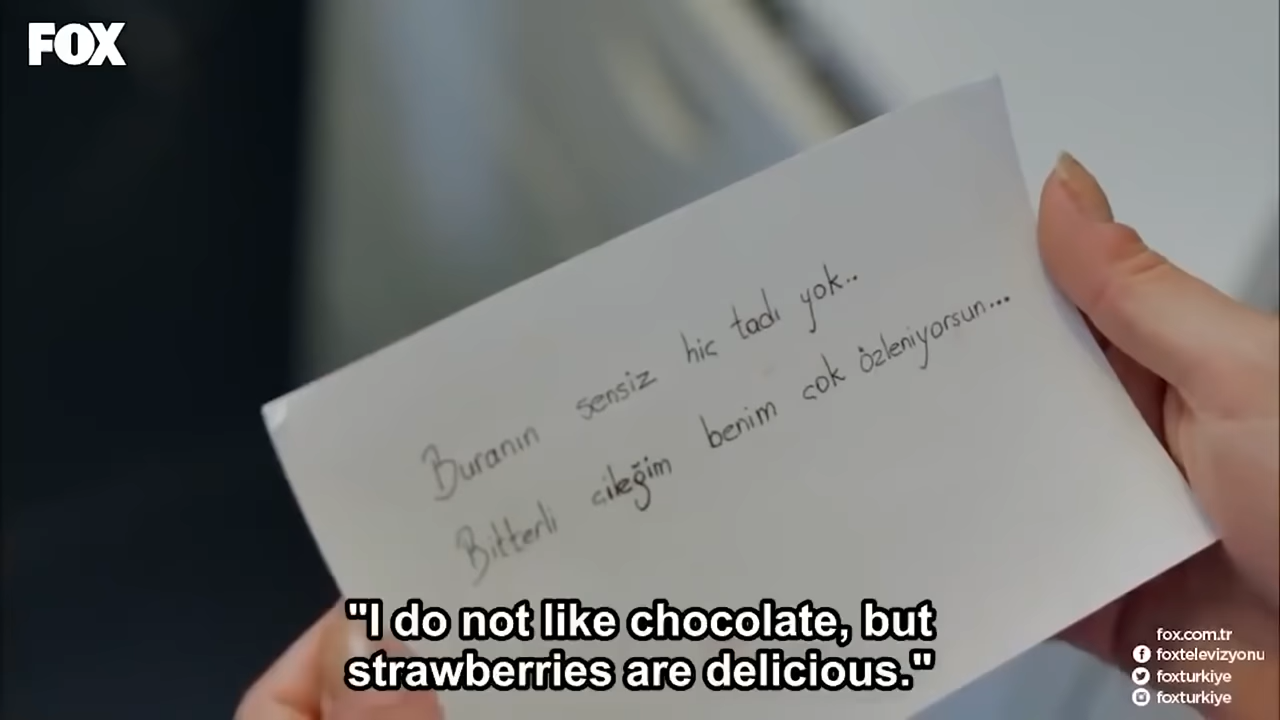 FOX
Buranın sensiz hiç tadı yok..
Bitterli çileğim benim çok özleniyorsun...
"I do not like chocolate, but
strawberries are delicious."
fox.com.tr
foxtelevizyonu
foxturkiye
foxturkiye